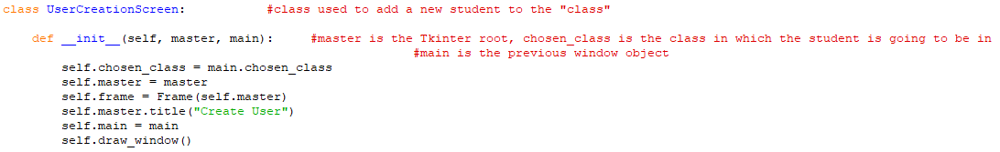 class UserCreationScreen:            #class used to add a new student to the "class"
    def __init__(self, master, main):     #master is the Tkinter root, chosen_class is the class in which the student is going to be in
                                                        #main is the previous window object
        self.chosen_class = main.chosen_class
        self.master = master
        self.frame = Frame(self.master)
        self.master.title("Create User")
        self.main = main
        self.draw_window()